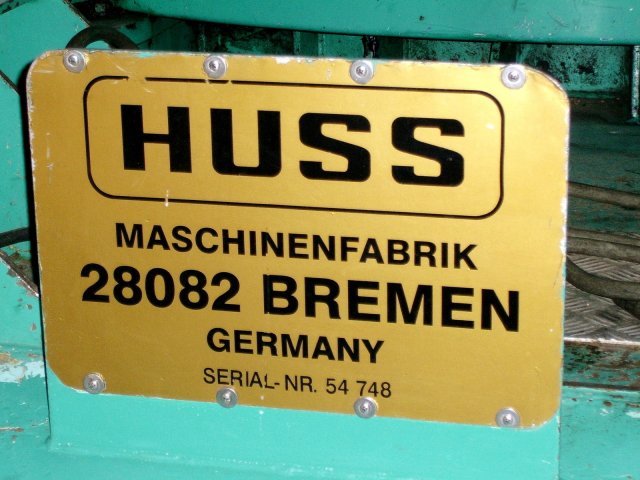 HUSS
MASCHINENFABRIK
28082 BREMEN
GERMANY
SERIAL-NR. 54 748